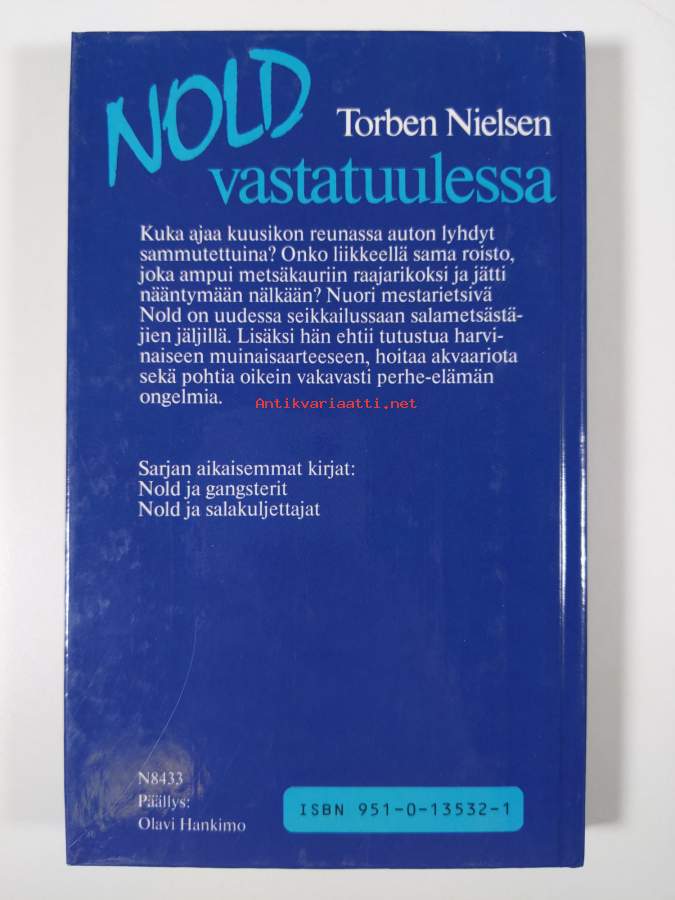 NOLD
Torben Nielsen
vastatuulessa
Kuka ajaa kuusikon reunassa auton lyhdyt
sammutettuina? Onko liikkeellä sama roisto,
joka ampui metsäkauriin raajarikoksi ja jätti
nääntymään nälkään? Nuori mestarietsivä
Nold on uudessa seikkailussaan salametsästä-
jien jäljillä. Lisäksi hän ehtii tutustua harvi-
naiseen muinaisaarteeseen, hoitaa akvaariota
sekä pohtia oikein vakavasti perhe-elämän
ongelmia.
Antikvariaatti.net
Sarjan aikaisemmat kirjat:
Nold ja gangsterit
Nold ja salakuljettajat
N8433
Päällys:
Olavi Hankimo
ISBN 951-0-13532-1